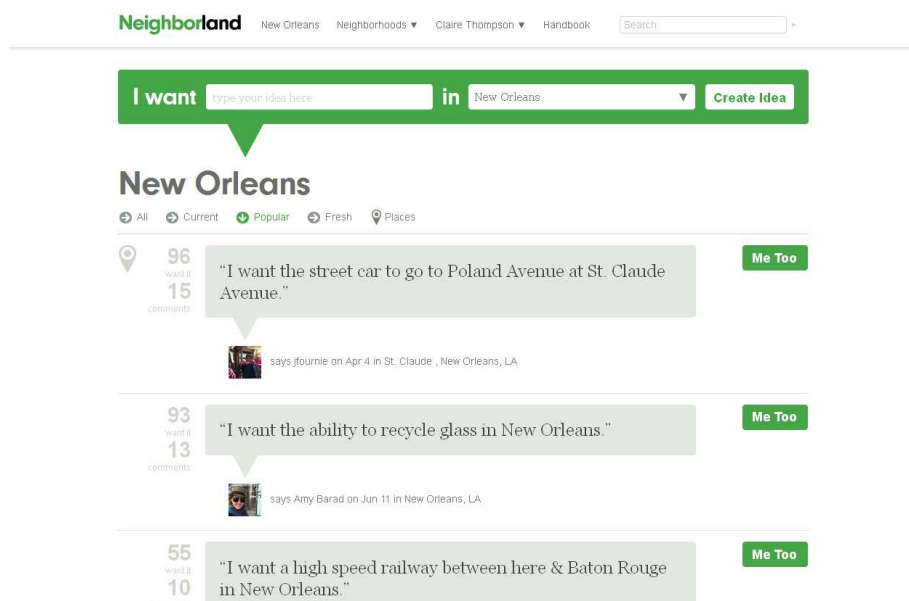 Neighborland New Orleans Neighborhoods ▼ Claire Thompson ▼ Handbook Search
I want type your idea here in New Orleans ▼ Create Idea
New Orleans
All Current Popular Fresh Places
96
want it
15
comments
“I want the street car to go to Poland Avenue at St. Claude
Avenue.”
Me Too
says jfournie on Apr 4 in St. Claude , New Orleans, LA
93
want it
13
comments
“I want the ability to recycle glass in New Orleans.”
Me Too
says Amy Barad on Jun 11 in New Orleans, LA
55
want it
10
“I want a high speed railway between here & Baton Rouge
in New Orleans.”
Me Too